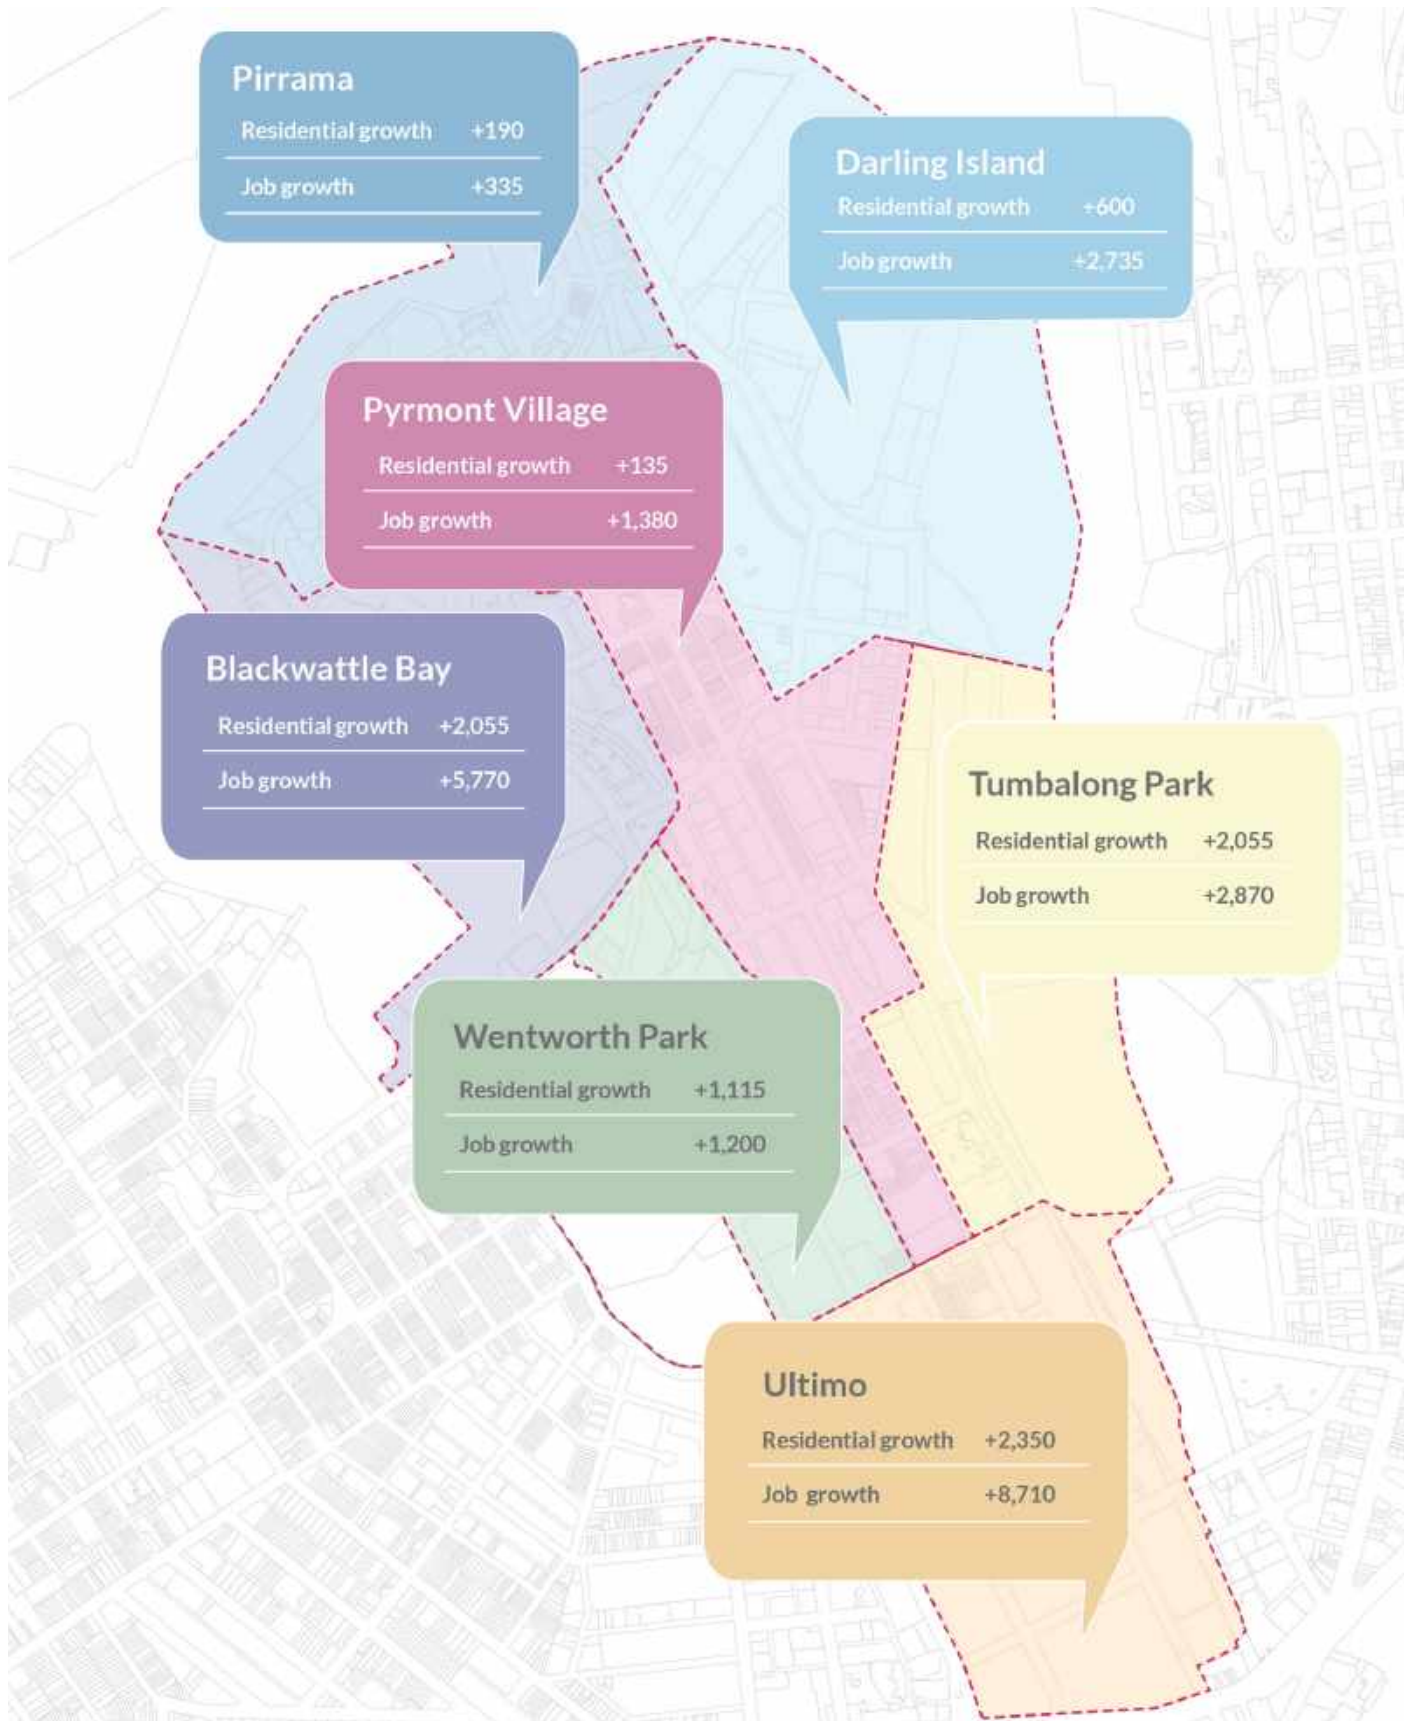 Pirrama
Residential growth +190
Job growth +335
Darling Island
Residential growth +600
Job growth +2,735
Pyrmont Village
Residential growth +135
Job growth +1,380
Blackwattle Bay
Residential growth +2,055
Job growth +5,770
Tumbalong Park
Residential growth +2,055
Job growth +2,870
Wentworth Park
Residential growth +1,115
Job growth +1,200
Ultimo
Residential growth +2,350
Job growth +8,710